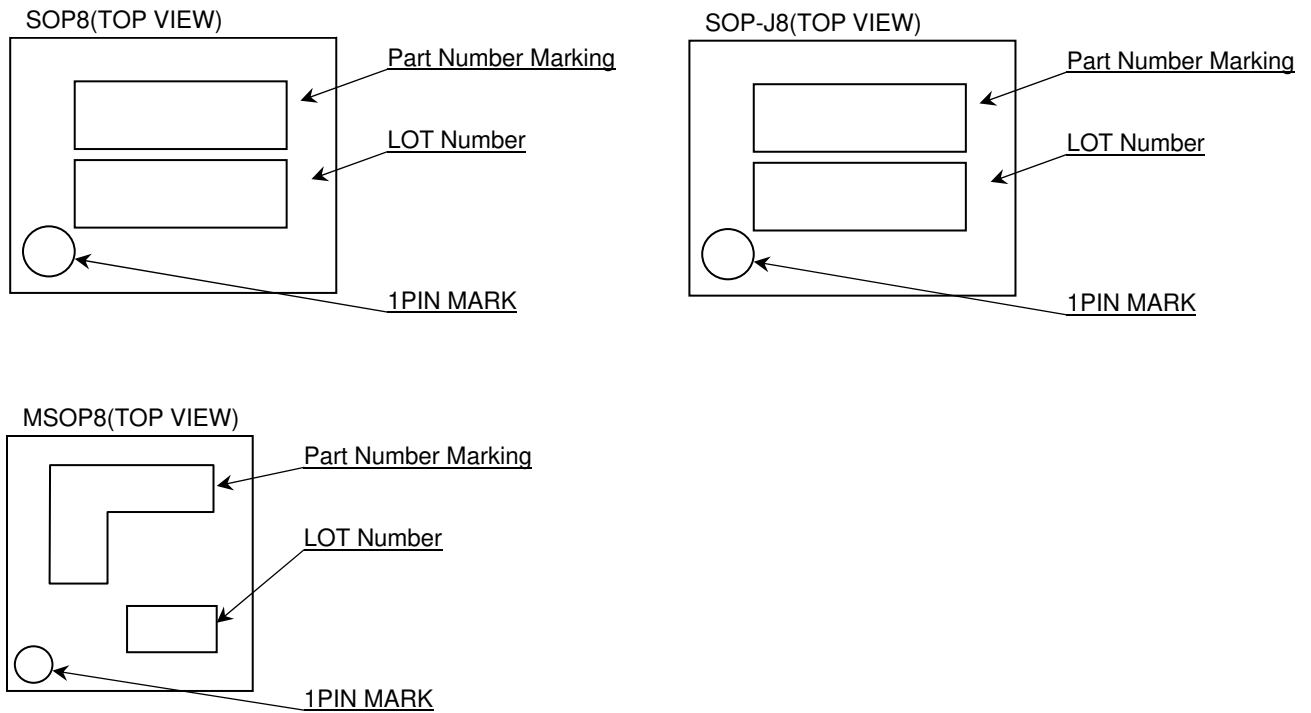 SOP8(TOP VIEW)
Part Number Marking
LOT Number
1PIN MARK
SOP-J8(TOP VIEW)
Part Number Marking
LOT Number
1PIN MARK
MSOP8(TOP VIEW)
Part Number Marking
LOT Number
1PIN MARK